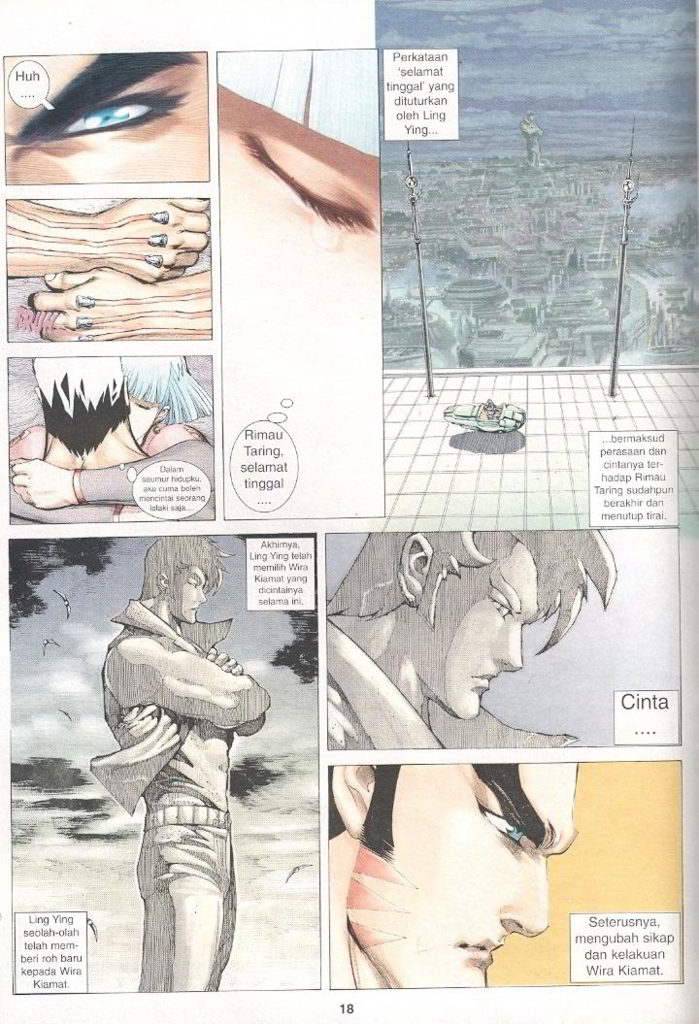 Huh
....
Perkataan
'selamat
tinggal' yang
dituturkan
oleh Ling
Ying...
Rimau
Taring,
selamat
tinggal
....
Dalam
seumur hidupku,
aku cuma boleh
mencintai seorang
lelaki saja....
...bermaksud
perasaan dan
cintanya ter-
hadap Rimau
Taring sudahpun
berakhir dan
menutup tirai.
Akhirnya,
Ling Ying telah
memilih Wira
Kiamat yang
dicintainya
selama ini.
Ling Ying
seolah-olah
telah mem-
beri roh baru
kepada Wira
Kiamat.
Cinta
....
Seterusnya,
mengubah sikap
dan kelakuan
Wira Kiamat.
18